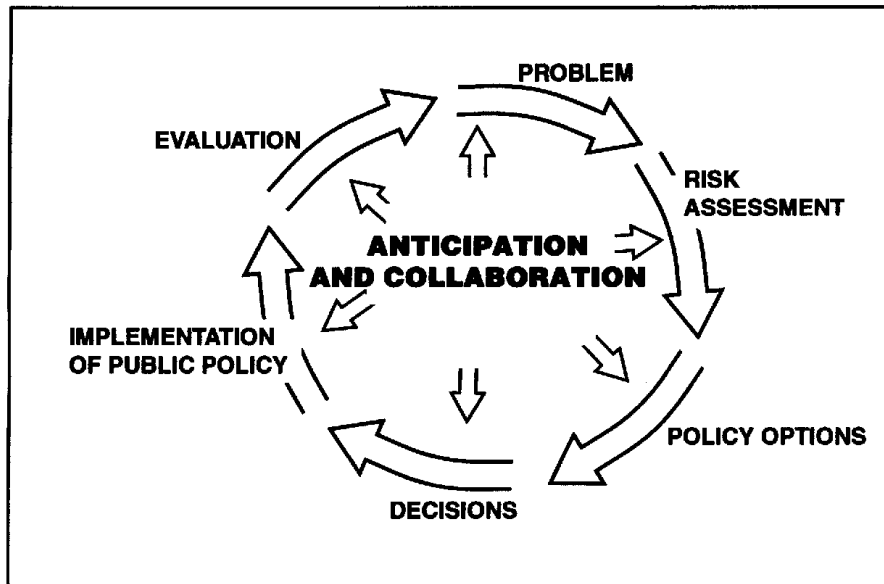 PROBLEM
EVALUATION
RISK
ASSESSMENT
ANTICIPATION
AND COLLABORATION
IMPLEMENTATION
OF PUBLIC POLICY
POLICY OPTIONS
DECISIONS